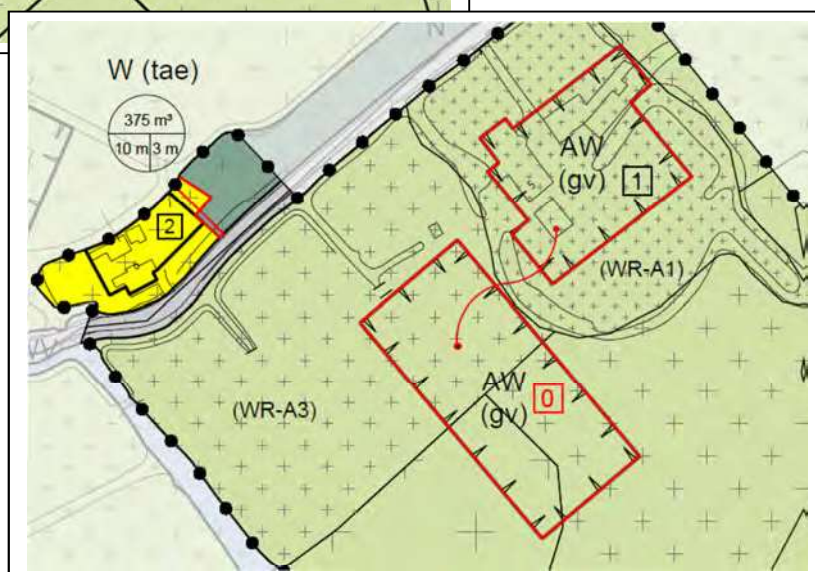 W (tae)
375 m³
10 m 3 m
2
AW
(gv) 1
(WR-A1)
AW
(gv) 0
(WR-A3)